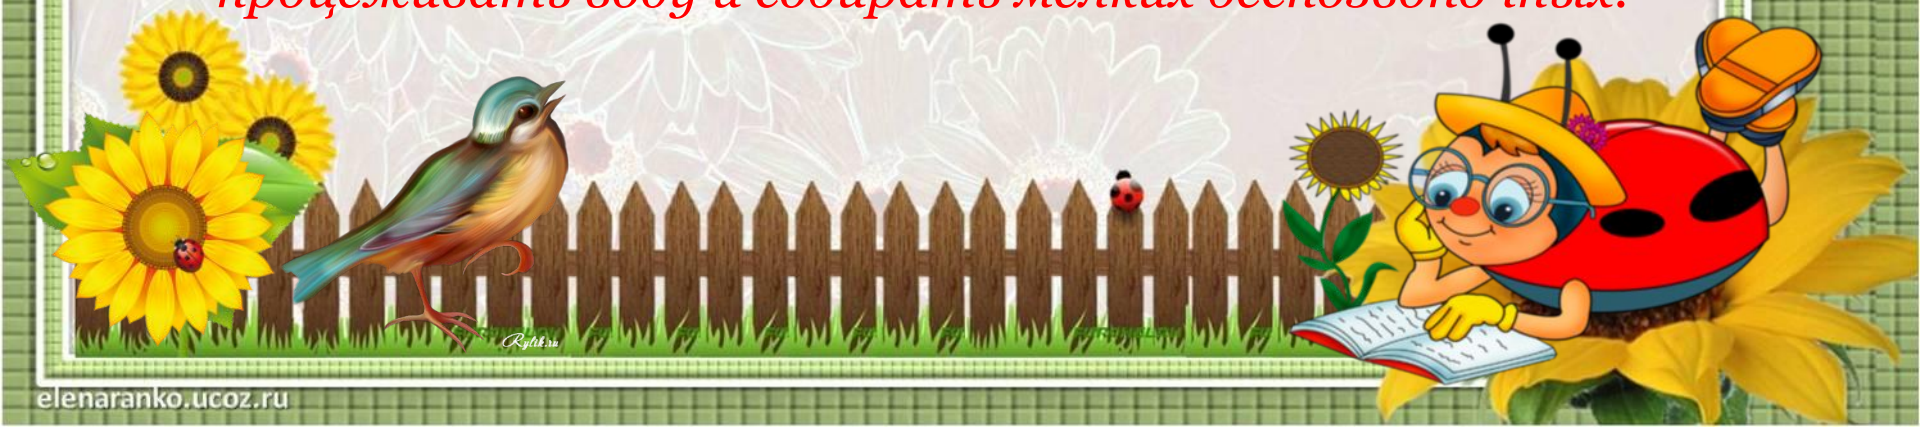 процеживать воду и собирать мелких беспозвоночных.
Rylik.ru
elenaranko.ucoz.ru